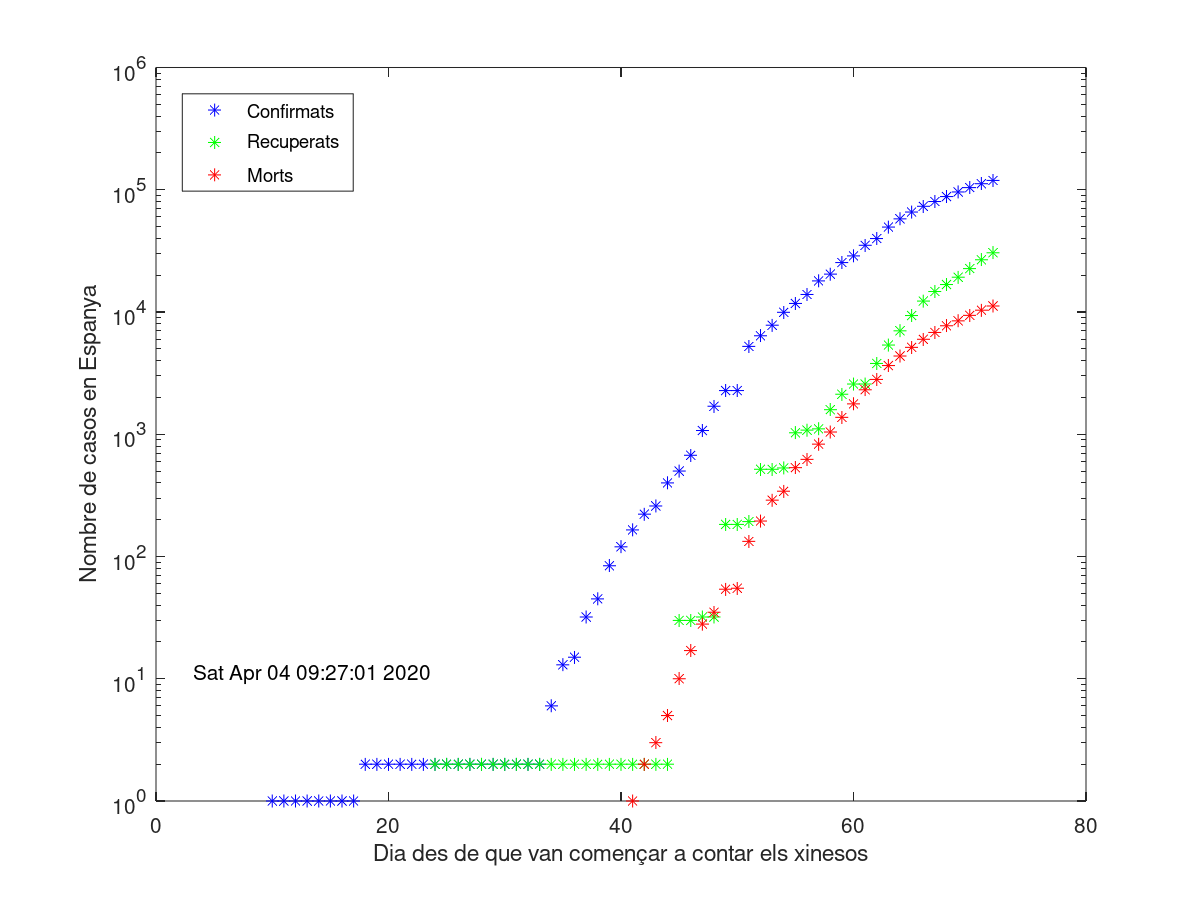 10^6
10^5
10^4
10^3
10^2
10^1
10^0
Confirmats
Recuperats
Morts
Nombre de casos en Espanya
Sat Apr 04 09:27:01 2020
0 20 40 60 80
Dia des de que van començar a contar els xinesos